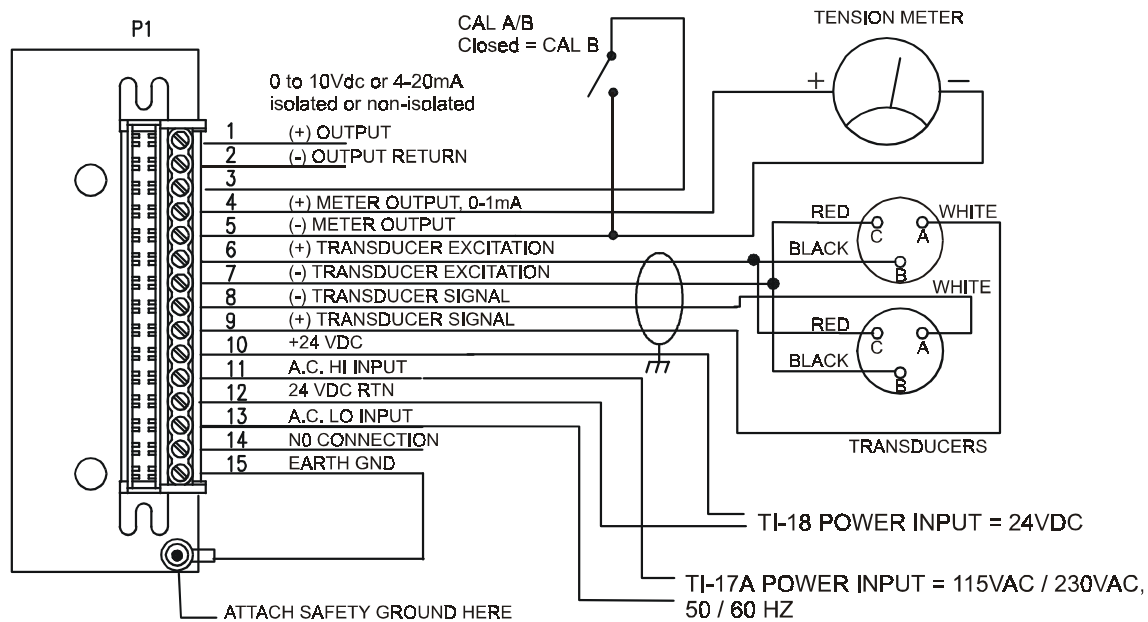 P1
CAL A/B
Closed = CAL B
TENSION METER
+
−
0 to 10Vdc or 4-20mA
isolated or non-isolated
1 (+) OUTPUT
2 (-) OUTPUT RETURN
3
4 (+) METER OUTPUT, 0-1mA
5 (-) METER OUTPUT
6 (+) TRANSDUCER EXCITATION
7 (-) TRANSDUCER EXCITATION
8 (-) TRANSDUCER SIGNAL
9 (+) TRANSDUCER SIGNAL
10 +24 VDC
11 A.C. HI INPUT
12 24 VDC RTN
13 A.C. LO INPUT
14 N0 CONNECTION
15 EARTH GND
RED
C
A
WHITE
BLACK
B
WHITE
RED
C
A
BLACK
B
TRANSDUCERS
TI-18 POWER INPUT = 24VDC
TI-17A POWER INPUT = 115VAC / 230VAC,
50 / 60 HZ
ATTACH SAFETY GROUND HERE